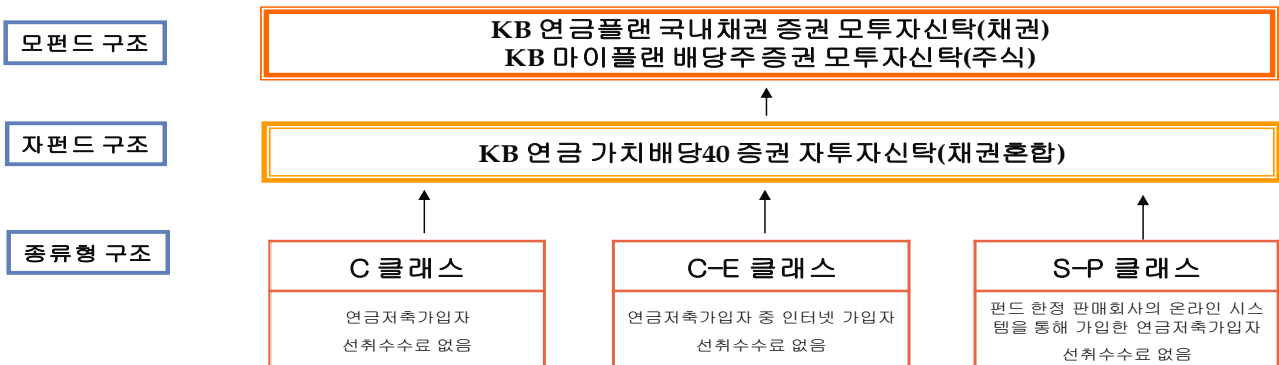 모펀드 구조
KB 연금플랜 국내채권 증권 모투자신탁(채권)
KB 마이플랜 배당주 증권 모투자신탁(주식)
자펀드 구조
KB 연금 가치배당40 증권 자투자신탁(채권혼합)
종류형 구조
C 클래스
연금저축가입자
선취수수료 없음
C-E 클래스
연금저축가입자 중 인터넷 가입자
선취수수료 없음
S-P 클래스
펀드 한정 판매회사의 온라인 시스
템을 통해 가입한 연금저축가입자
선취수수료 없음